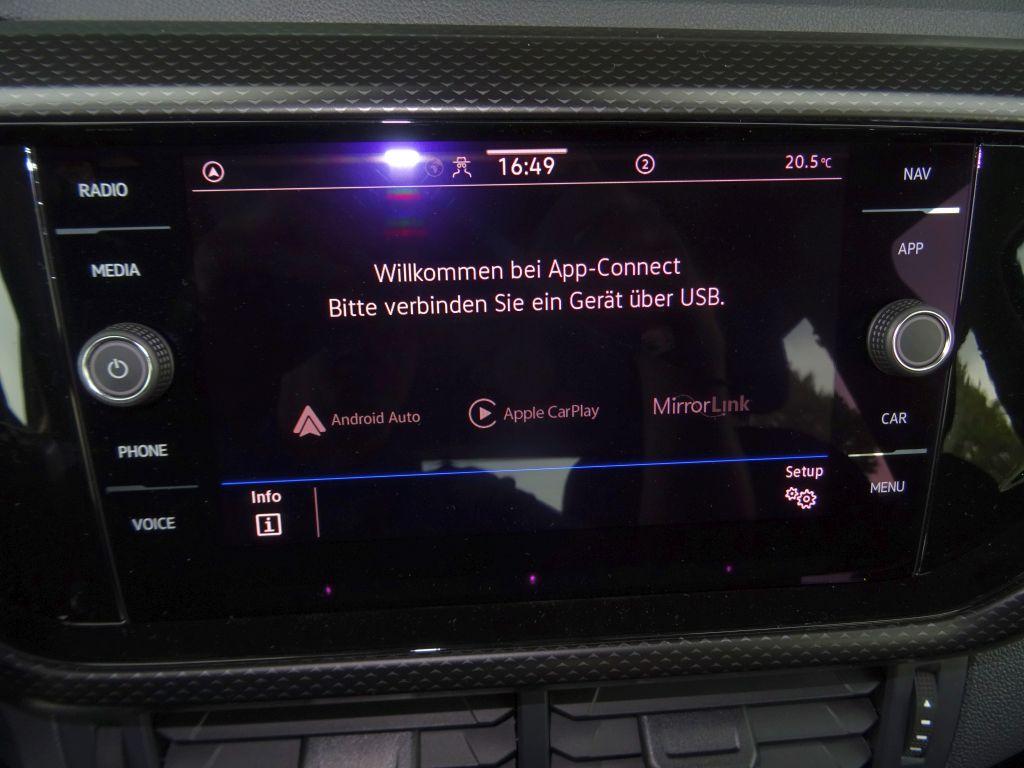 16:49
2
20.5°C
RADIO
MEDIA
PHONE
VOICE
Willkommen bei App-Connect
Bitte verbinden Sie ein Gerät über USB.
Android Auto
Apple CarPlay
MirrorLink
Info
i
Setup
NAV
APP
CAR
MENU